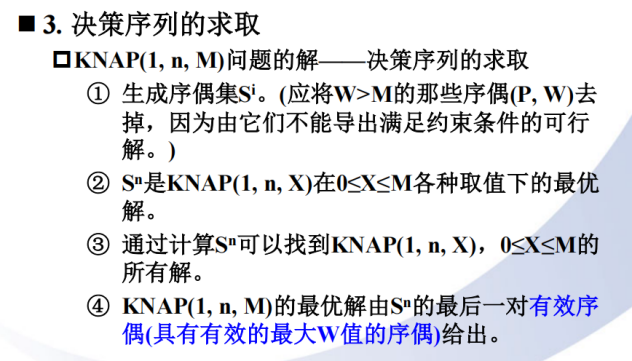 ■ 3. 决策序列的求取
KNAP(1, n, M)问题的解——决策序列的求取
① 生成序偶集Sⁱ。(应将W>M的那些序偶(P, W)去
掉，因为由它们不能导出满足约束条件的可行
解。)
② Sⁿ是KNAP(1, n, X)在0≤X≤M各种取值下的最优
解。
③ 通过计算Sⁿ可以找到KNAP(1, n, X)，0≤X≤M的
所有解。
④ KNAP(1, n, M)的最优解由Sⁿ的最后一对有效序
偶(具有有效的最大W值的序偶)给出。